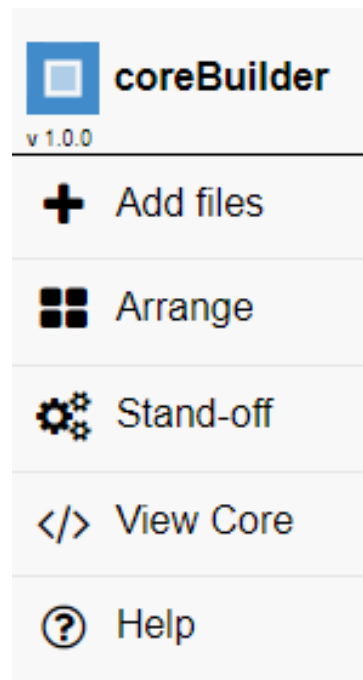 coreBuilder
v 1.0.0
Add files
Arrange
Stand-off
</> View Core
Help